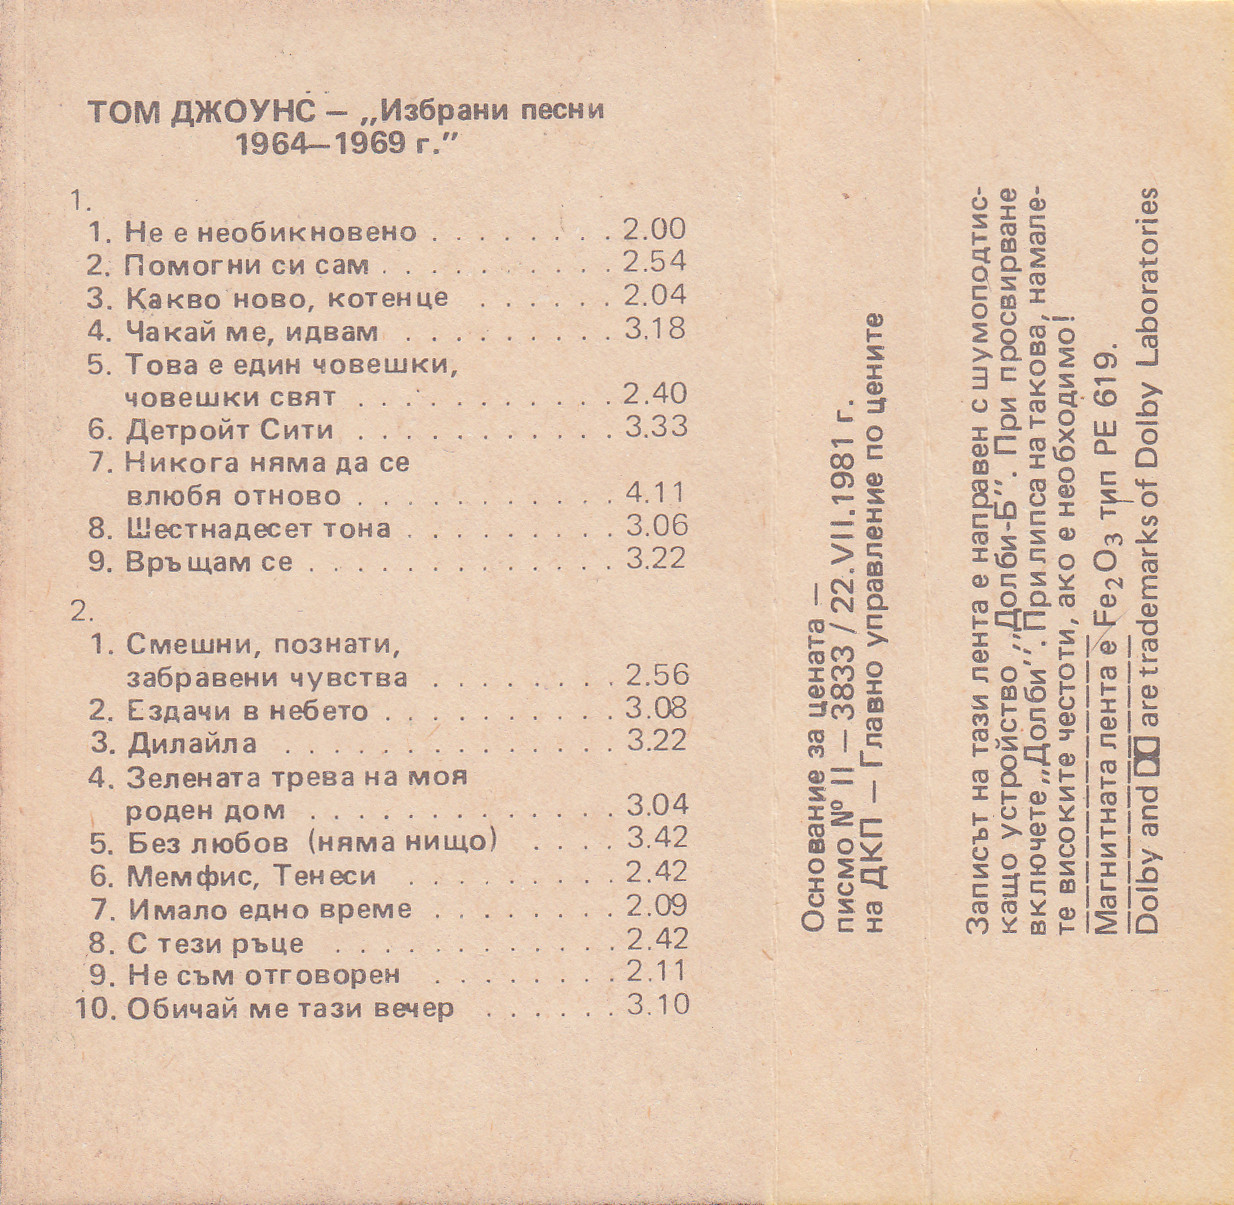 ТОМ ДЖОУНС – „Избрани песни
1964–1969 г.”
1.
1. Не е необикновено . . . . . . . . 2.00
2. Помогни си сам . . . . . . . . . . 2.54
3. Какво ново, котенце . . . . . . 2.04
4. Чакай ме, идвам . . . . . . . . . 3.18
5. Това е един човешки,
човешки свят . . . . . . . . . . . 2.40
6. Детройт Сити . . . . . . . . . . . 3.33
7. Никога няма да се
влюбя отново . . . . . . . . . . . 4.11
8. Шестнадесет тона . . . . . . . . . 3.06
9. Връщам се . . . . . . . . . . . . . 3.22
2.
1. Смешни, познати,
забравени чувства . . . . . . . . 2.56
2. Ездачи в небето . . . . . . . . . . 3.08
3. Дилайла . . . . . . . . . . . . . . 3.22
4. Зелената трева на моя
роден дом . . . . . . . . . . . . . 3.04
5. Без любов (няма нищо) . . . . 3.42
6. Мемфис, Тенеси . . . . . . . . . 2.42
7. Имало едно време . . . . . . . . 2.09
8. С тези ръце . . . . . . . . . . . . 2.42
9. Не съм отговорен . . . . . . . . 2.11
10. Обичай ме тази вечер . . . . . . 3.10
Основание за цената –
писмо № II – 3833 / 22.VII.1981 г.
на ДКП – Главно управление по цените
Записът на тази лента е направен с шумоподтис-
кащо устройство „Долби-Б”. При просвирване
включете „Долби”. При липса на такова, намале-
те високите честоти, ако е необходимо!
Магнитната лента е Fe2O3 тип PE 619.
Dolby and DD are trademarks of Dolby Laboratories